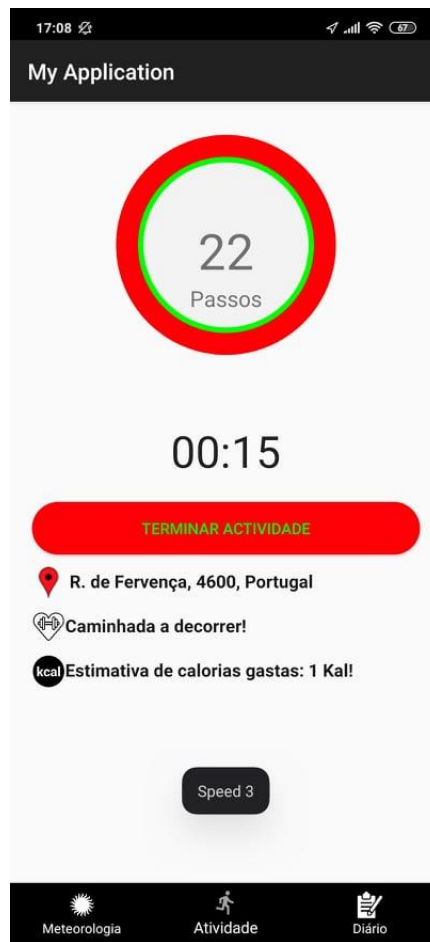 17:08
67
My Application
22
Passos
00:15
TERMINAR ACTIVIDADE
R. de Fervença, 4600, Portugal
Caminhada a decorrer!
kcal Estimativa de calorias gastas: 1 Kal!
Speed 3
Meteorologia Atividade Diário